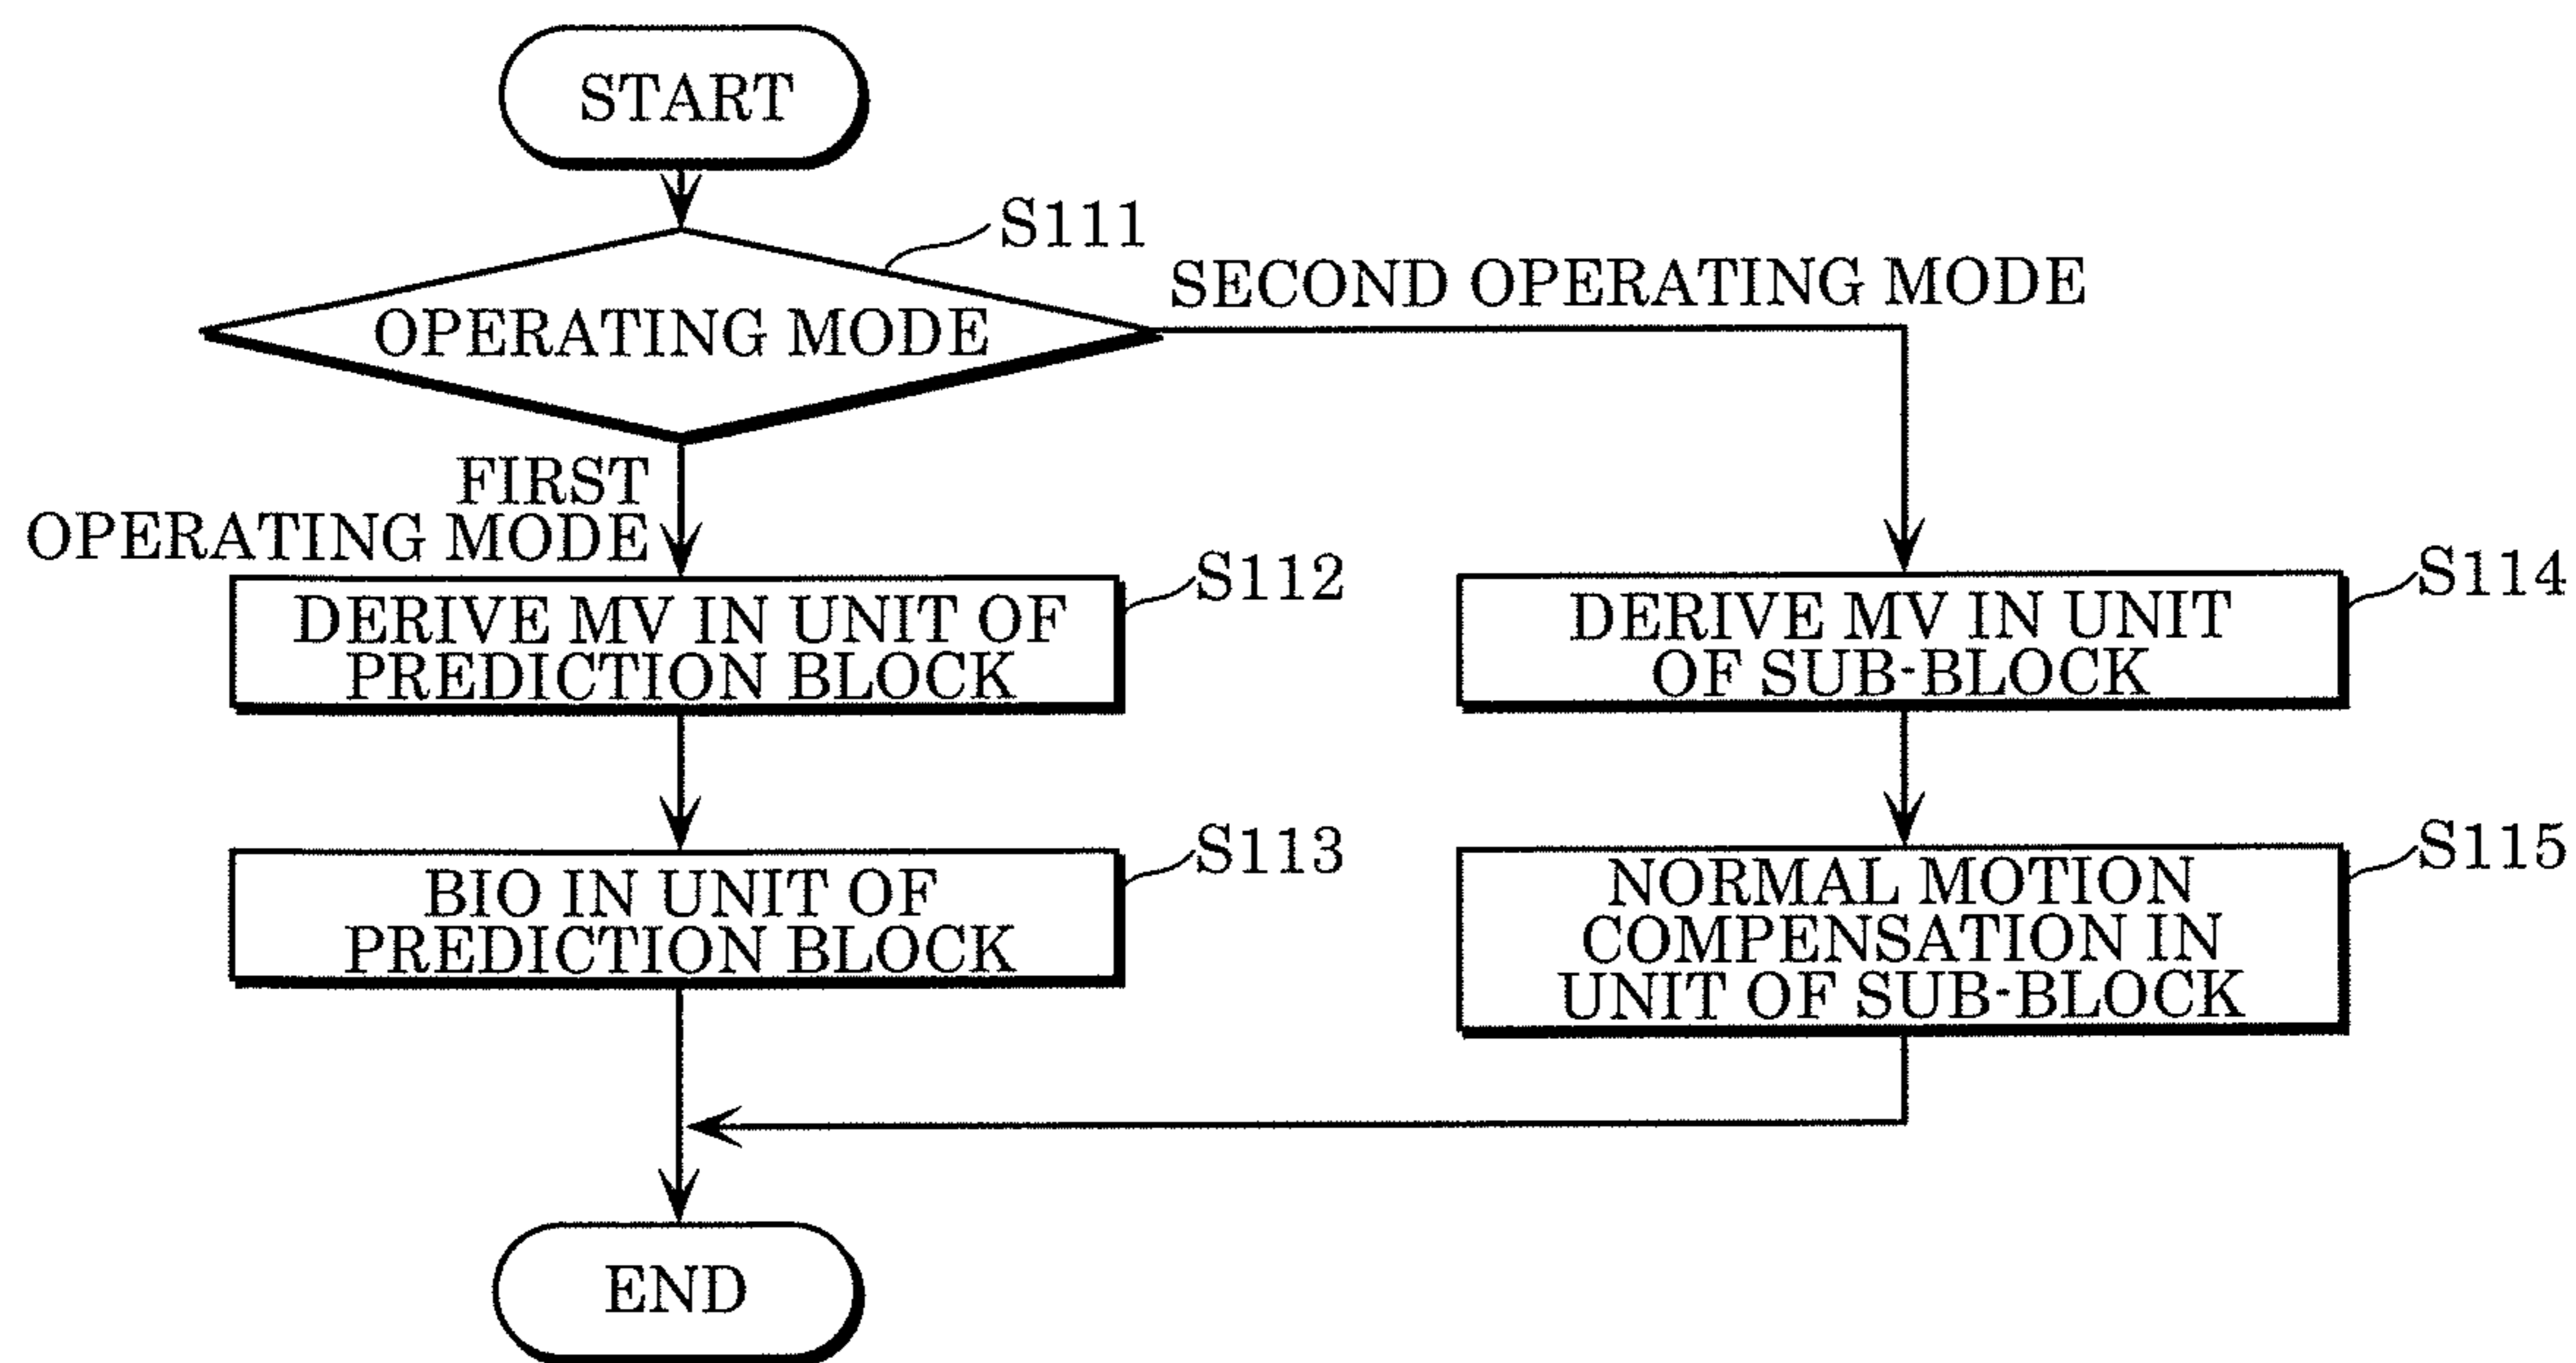 START
S111
OPERATING MODE
SECOND OPERATING MODE
FIRST
OPERATING MODE
S112
DERIVE MV IN UNIT OF
PREDICTION BLOCK
S114
DERIVE MV IN UNIT
OF SUB-BLOCK
S113
BIO IN UNIT OF
PREDICTION BLOCK
S115
NORMAL MOTION
COMPENSATION IN
UNIT OF SUB-BLOCK
END